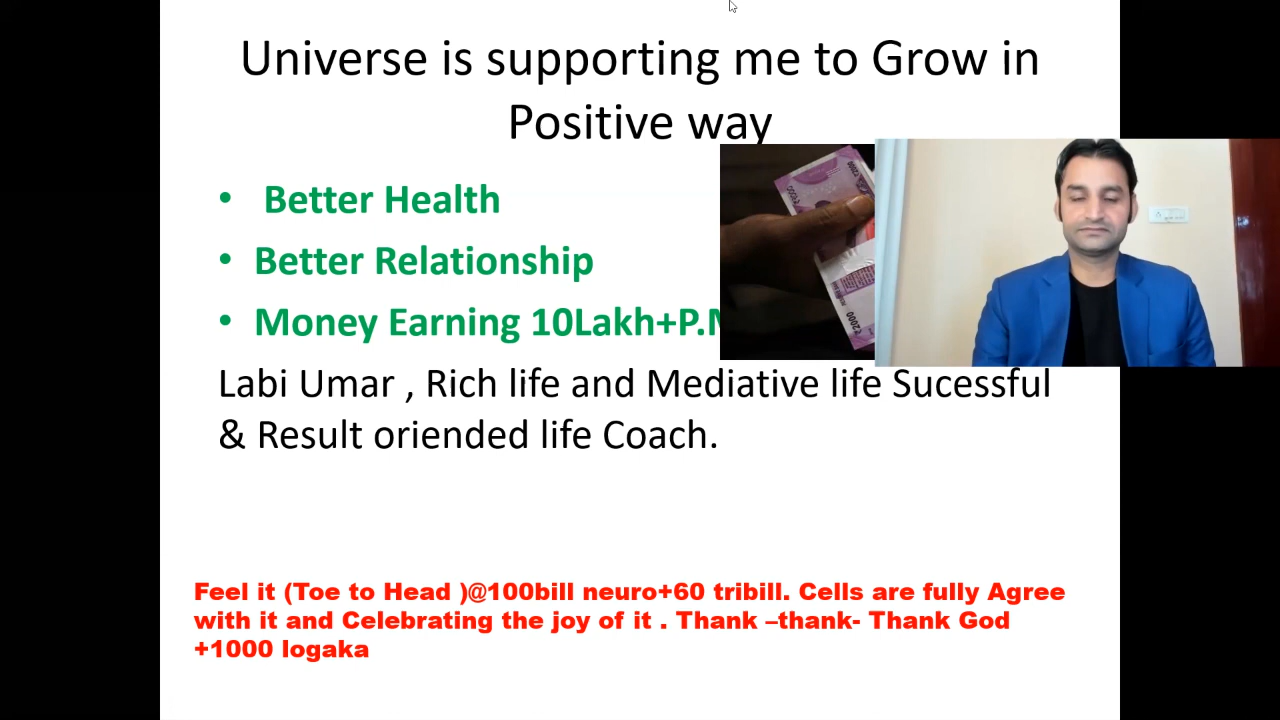 Universe is supporting me to Grow in
Positive way
• Better Health
• Better Relationship
• Money Earning 10Lakh+P.
Labi Umar , Rich life and Mediative life Sucessful
& Result oriended life Coach.
Feel it (Toe to Head )@100bill neuro+60 tribill. Cells are fully Agree
with it and Celebrating the joy of it . Thank –thank- Thank God
+1000 logaka